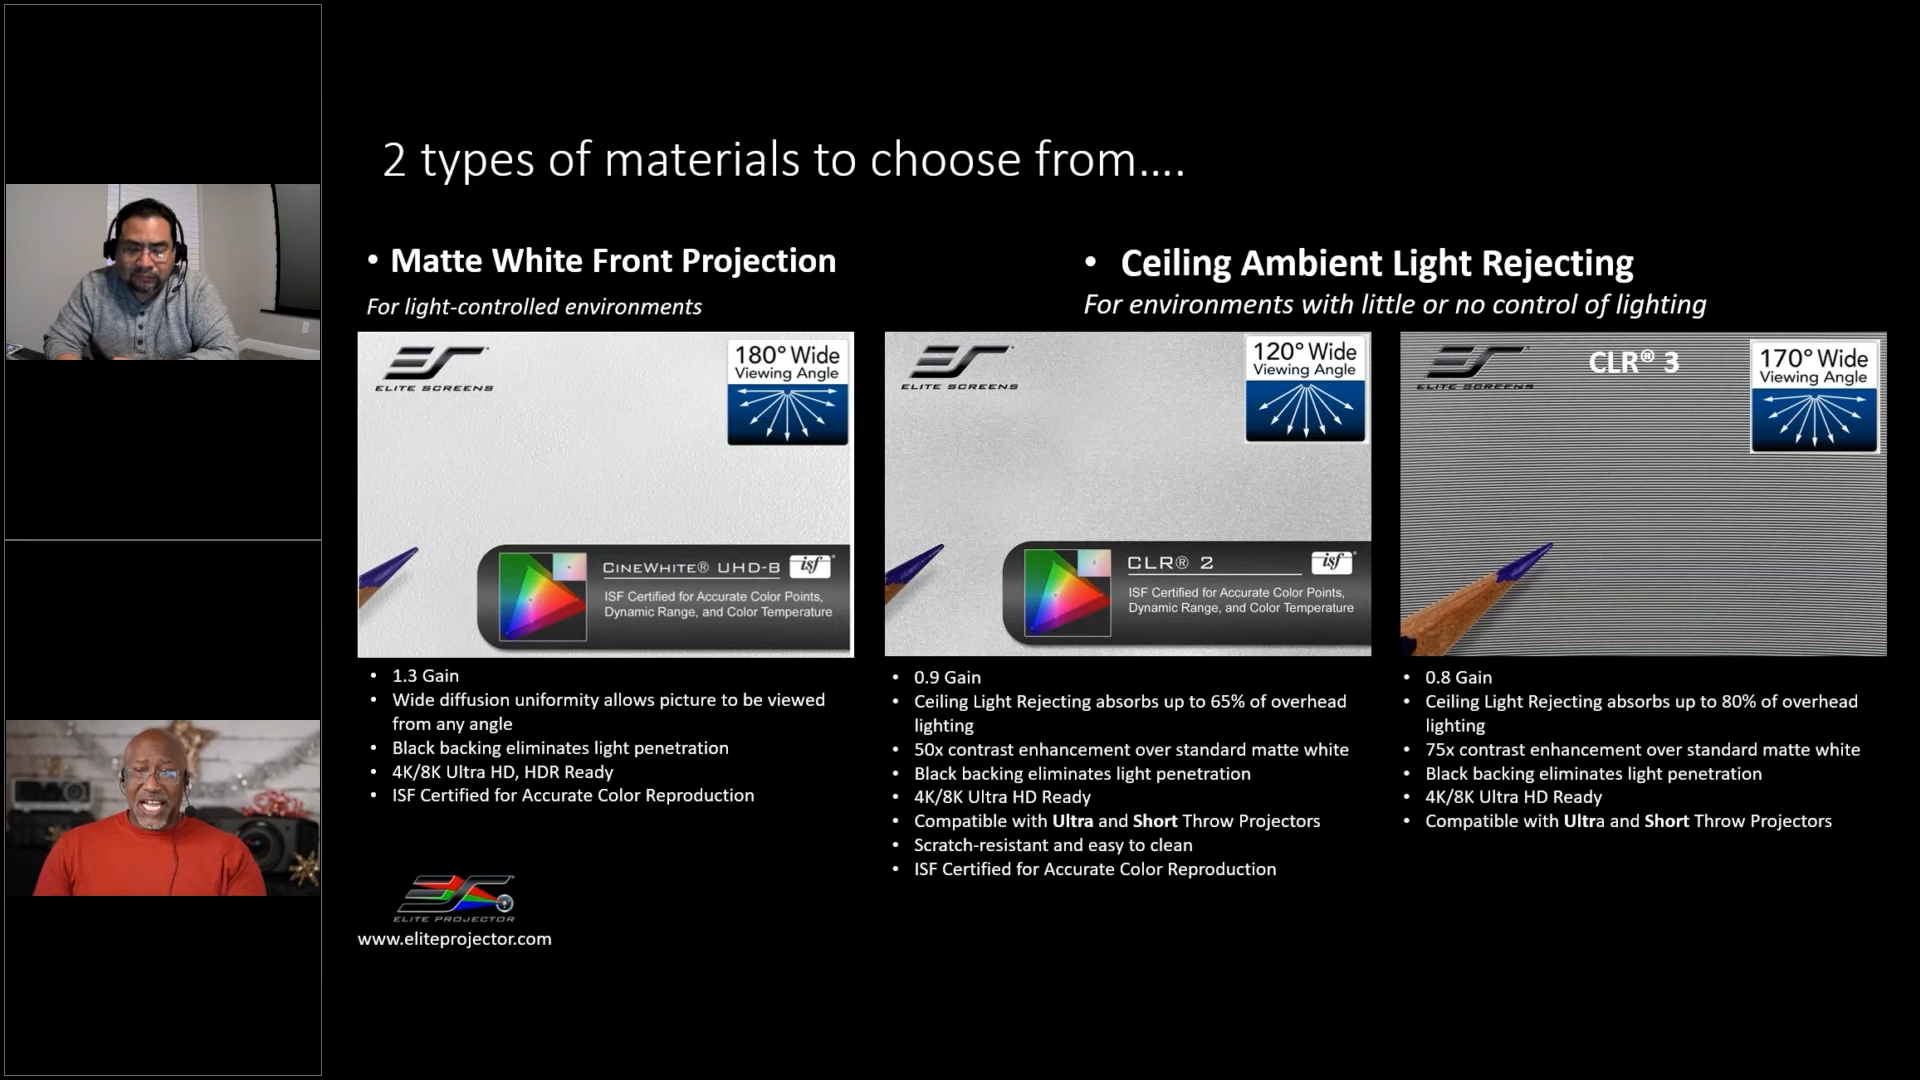 2 types of materials to choose from....
• Matte White Front Projection
For light-controlled environments
ELITE SCREENS
180° Wide
Viewing Angle
CINEWHITE® UHD-B
isf
ISF Certified for Accurate Color Points,
Dynamic Range, and Color Temperature
• 1.3 Gain
• Wide diffusion uniformity allows picture to be viewed
from any angle
• Black backing eliminates light penetration
• 4K/8K Ultra HD, HDR Ready
• ISF Certified for Accurate Color Reproduction
• Ceiling Ambient Light Rejecting
For environments with little or no control of lighting
ELITE SCREENS
120° Wide
Viewing Angle
CLR® 2
isf
ISF Certified for Accurate Color Points,
Dynamic Range, and Color Temperature
• 0.9 Gain
• Ceiling Light Rejecting absorbs up to 65% of overhead
lighting
• 50x contrast enhancement over standard matte white
• Black backing eliminates light penetration
• 4K/8K Ultra HD Ready
• Compatible with Ultra and Short Throw Projectors
• Scratch-resistant and easy to clean
• ISF Certified for Accurate Color Reproduction
ELITE SCREENS
CLR® 3
170° Wide
Viewing Angle
• 0.8 Gain
• Ceiling Light Rejecting absorbs up to 80% of overhead
lighting
• 75x contrast enhancement over standard matte white
• Black backing eliminates light penetration
• 4K/8K Ultra HD Ready
• Compatible with Ultra and Short Throw Projectors
ELITE PROJECTOR
www.eliteprojector.com